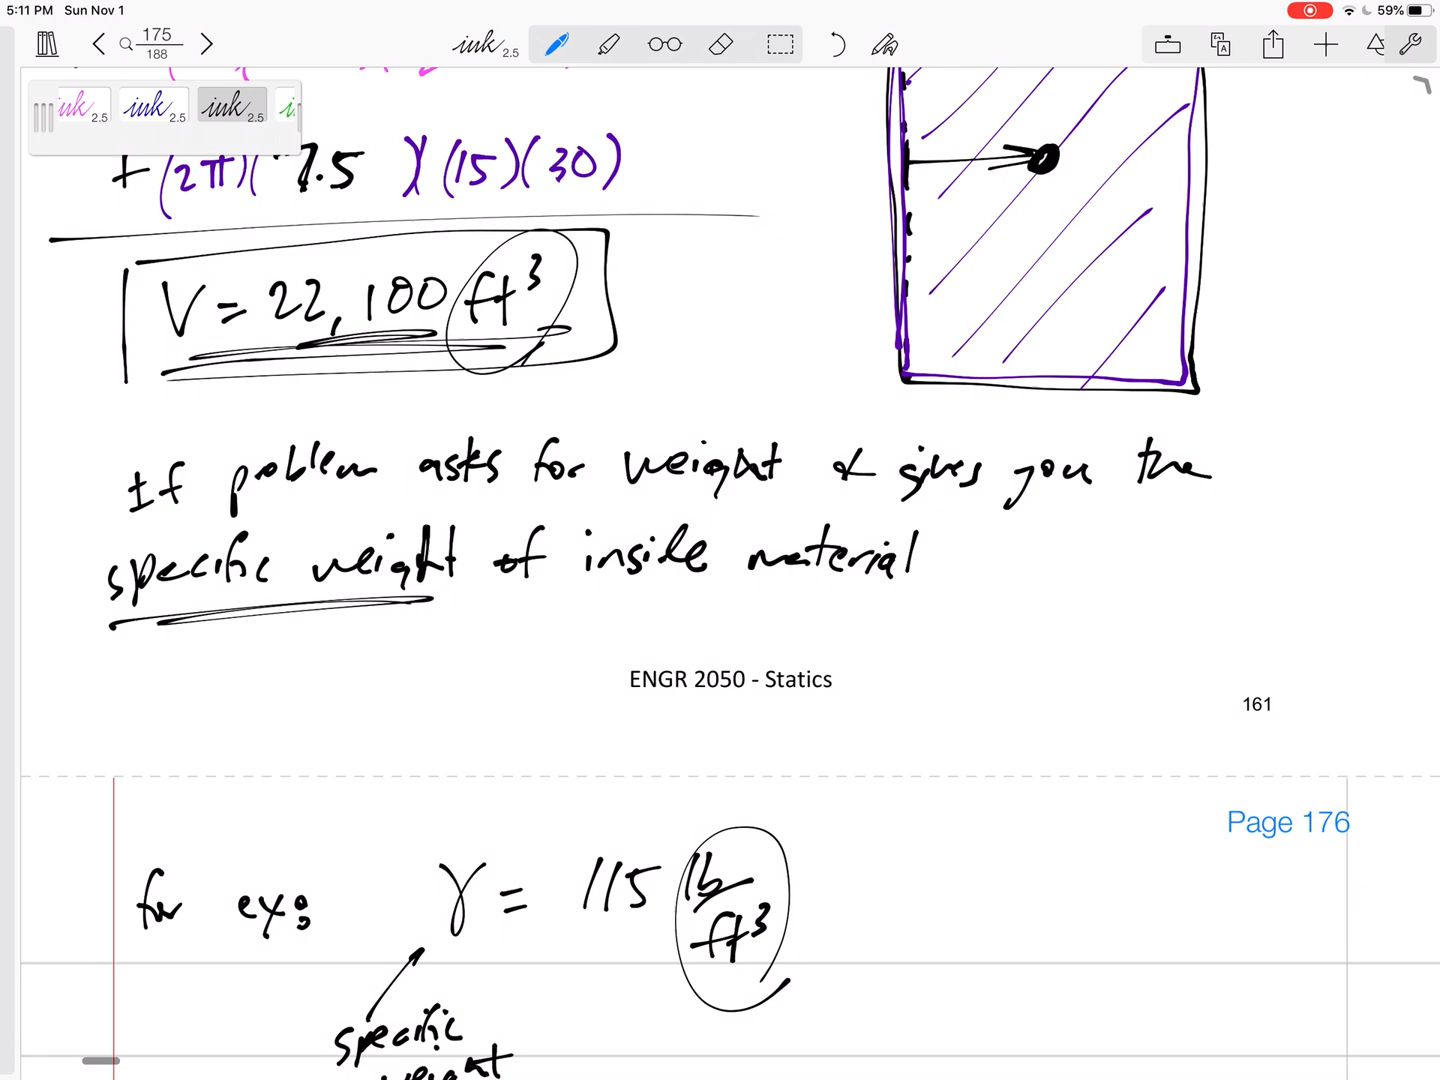 5:11 PM Sun Nov 1
59%
175
188
ink 2.5
ink 2.5
ink 2.5
ink 2.5
i
+ (2π)( 7.5 )(15)(30)
V = 22,100 ft³
If problem asks for weight & gives you the
specific weight of inside material
ENGR 2050 - Statics
161
Page 176
for ex: γ = 115 lb/ft³
specific
weight